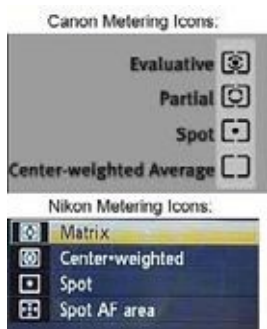 Canon Metering Icons:
Evaluative
Partial
Spot
Center-weighted Average
Nikon Metering Icons:
Matrix
Center-weighted
Spot
Spot AF area